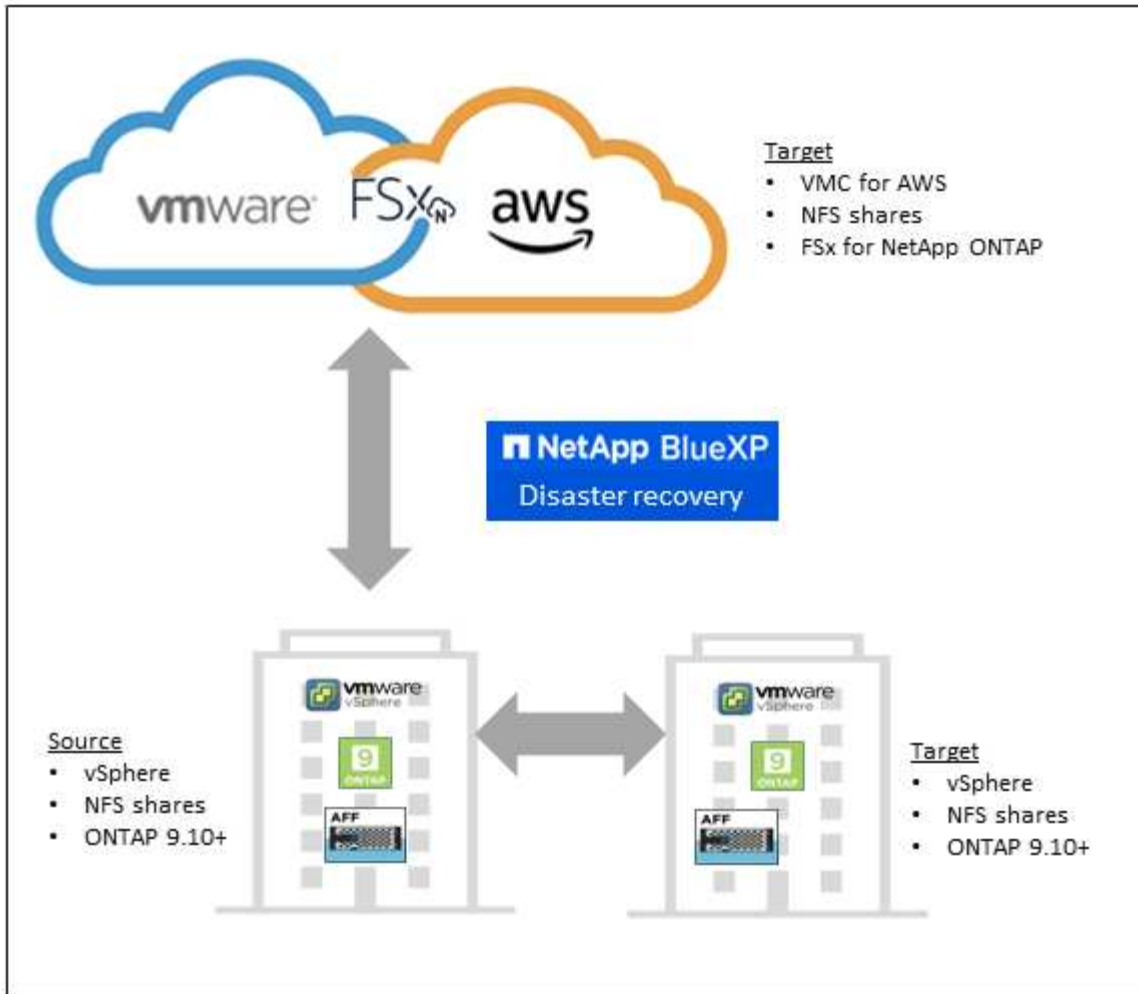 vmware®
FSx
N
aws
Target
• VMC for AWS
• NFS shares
• FSx for NetApp ONTAP
NetApp BlueXP
Disaster recovery
vmware
vSphere
9
ONTAP
AFF
Source
• vSphere
• NFS shares
• ONTAP 9.10+
vmware
vSphere
9
ONTAP
AFF
Target
• vSphere
• NFS shares
• ONTAP 9.10+